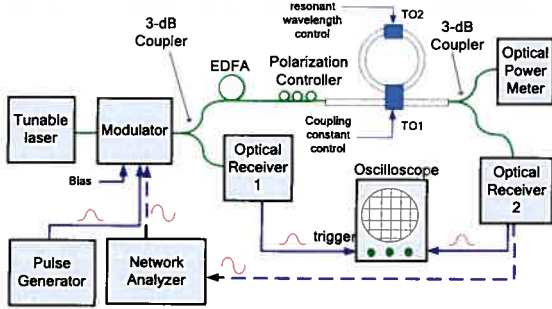 3-dB
Coupler
EDFA
Polarization
Controller
resonant
wavelength
control
TO2
3-dB
Coupler
Optical
Power
Meter
Tunable
laser
Modulator
Coupling
constant
control
TO1
Optical
Receiver
1
Oscilloscope
Optical
Receiver
2
Bias
trigger
Pulse
Generator
Network
Analyzer